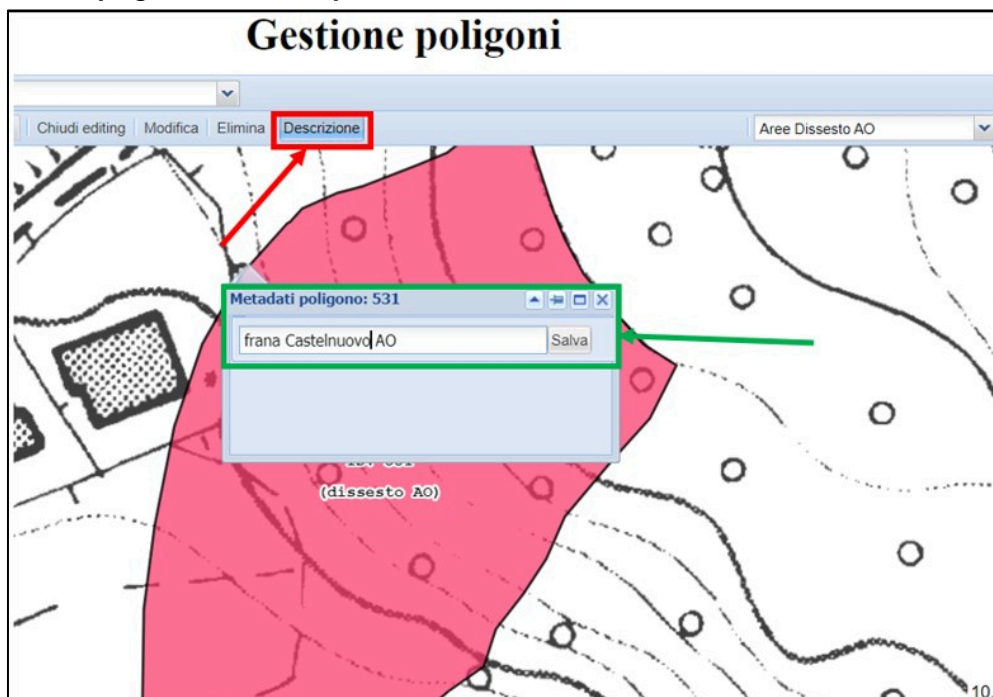 Gestione poligoni
Chiudi editing Modifica Elimina Descrizione Aree Dissesto AO
Metadati poligono: 531
frana Castelnuovo AO Salva
(dissesto AO)
10